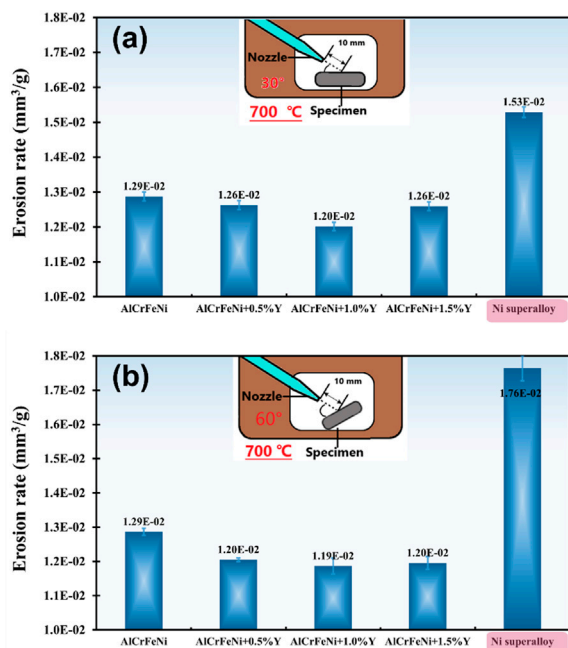 (a)
Erosion rate (mm³/g)
1.8E-02
1.7E-02
1.6E-02
1.5E-02
1.4E-02
1.3E-02
1.2E-02
1.1E-02
1.0E-02
10 mm
Nozzle
30°
700 ℃ Specimen
1.29E-02
1.26E-02
1.20E-02
1.26E-02
1.53E-02
AlCrFeNi AlCrFeNi+0.5%Y AlCrFeNi+1.0%Y AlCrFeNi+1.5%Y Ni superalloy
(b)
Erosion rate (mm³/g)
1.8E-02
1.7E-02
1.6E-02
1.5E-02
1.4E-02
1.3E-02
1.2E-02
1.1E-02
1.0E-02
10 mm
Nozzle
60°
700 ℃ Specimen
1.29E-02
1.20E-02
1.19E-02
1.20E-02
1.76E-02
AlCrFeNi AlCrFeNi+0.5%Y AlCrFeNi+1.0%Y AlCrFeNi+1.5%Y Ni superalloy